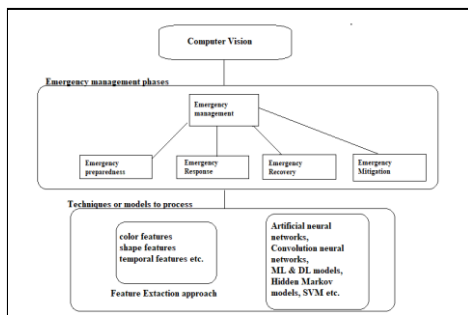 Computer Vision
Emergency management phases
Emergency
management
Emergency
preparedness
Emergency
Response
Emergency
Recovery
Emergency
Mitigation
Techniques or models to process
color features
shape features
temporal features etc.
Feature Extaction approach
Artificial neural
networks,
Convolution neural
networks,
ML & DL models,
Hidden Markov
models, SVM etc.